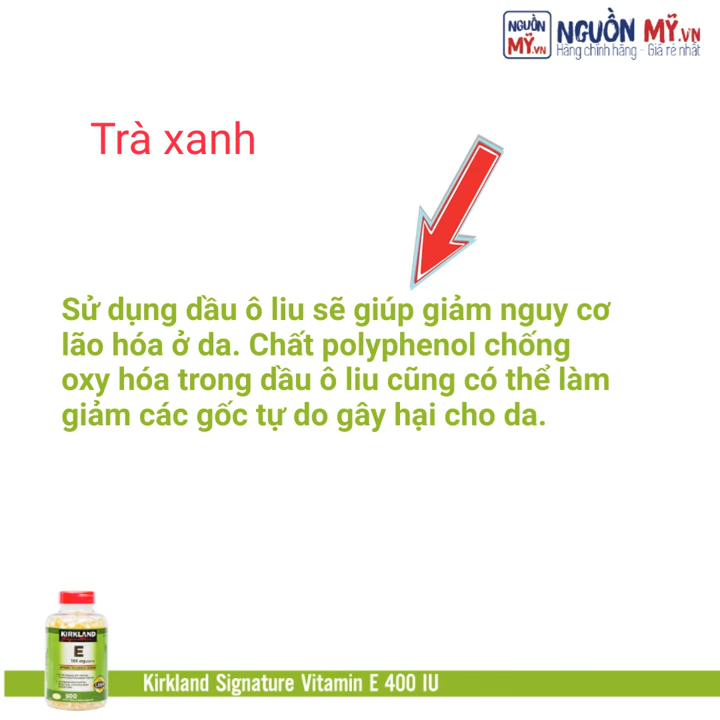 NGUỒN MỸ.VN
NGUỒN MỸ.VN
Hàng chính hãng - Giá rẻ nhất
Trà xanh
Sử dụng dầu ô liu sẽ giúp giảm nguy cơ
lão hóa ở da. Chất polyphenol chống
oxy hóa trong dầu ô liu cũng có thể làm
giảm các gốc tự do gây hại cho da.
KIRKLAND
E
500
Kirkland Signature Vitamin E 400 IU